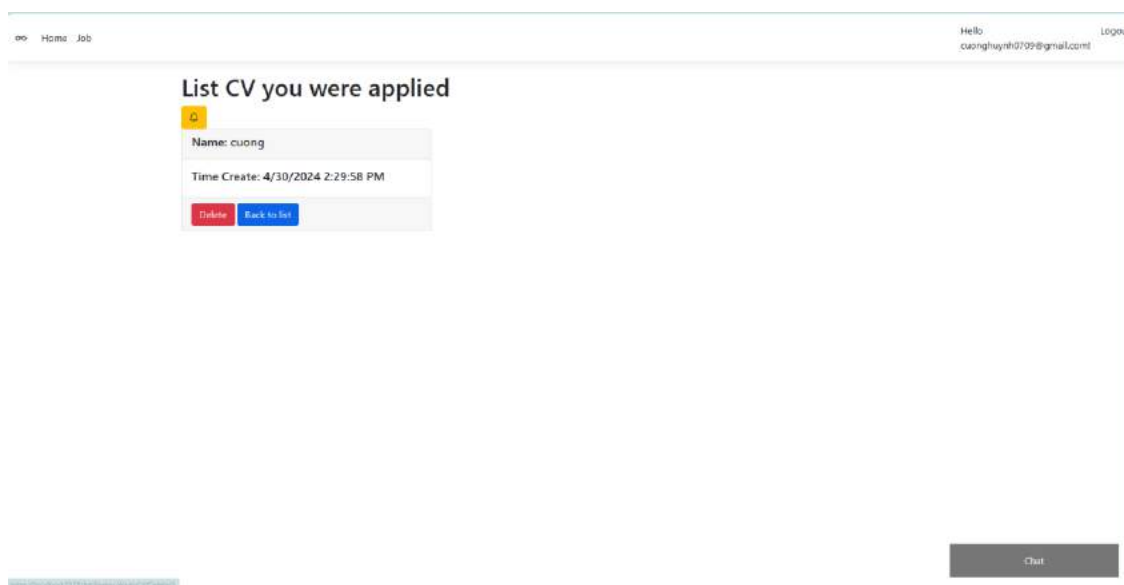 Home Job
Hello
cuonghuynh0709@gmail.com!
Logou
List CV you were applied
Name: cuong
Time Create: 4/30/2024 2:29:58 PM
Delete Back to list
Chat